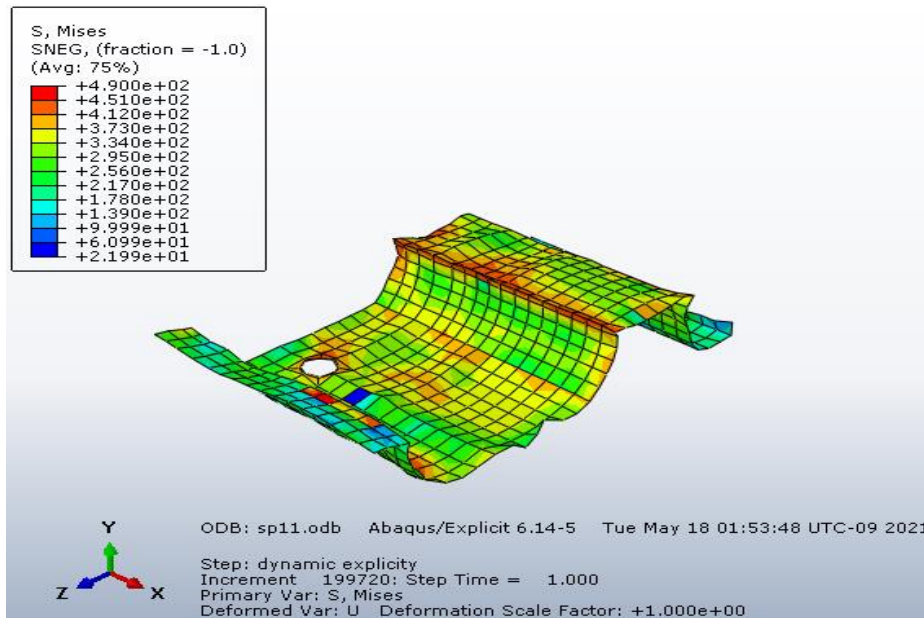 S, Mises
SNEG, (fraction = -1.0)
(Avg: 75%)
+4.900e+02
+4.510e+02
+4.120e+02
+3.730e+02
+3.340e+02
+2.950e+02
+2.560e+02
+2.170e+02
+1.780e+02
+1.390e+02
+9.999e+01
+6.099e+01
+2.199e+01
Y
Z
X
ODB: sp11.odb Abaqus/Explicit 6.14-5 Tue May 18 01:53:48 UTC-09 2021
Step: dynamic explicity
Increment 199720: Step Time = 1.000
Primary Var: S, Mises
Deformed Var: U Deformation Scale Factor: +1.000e+00